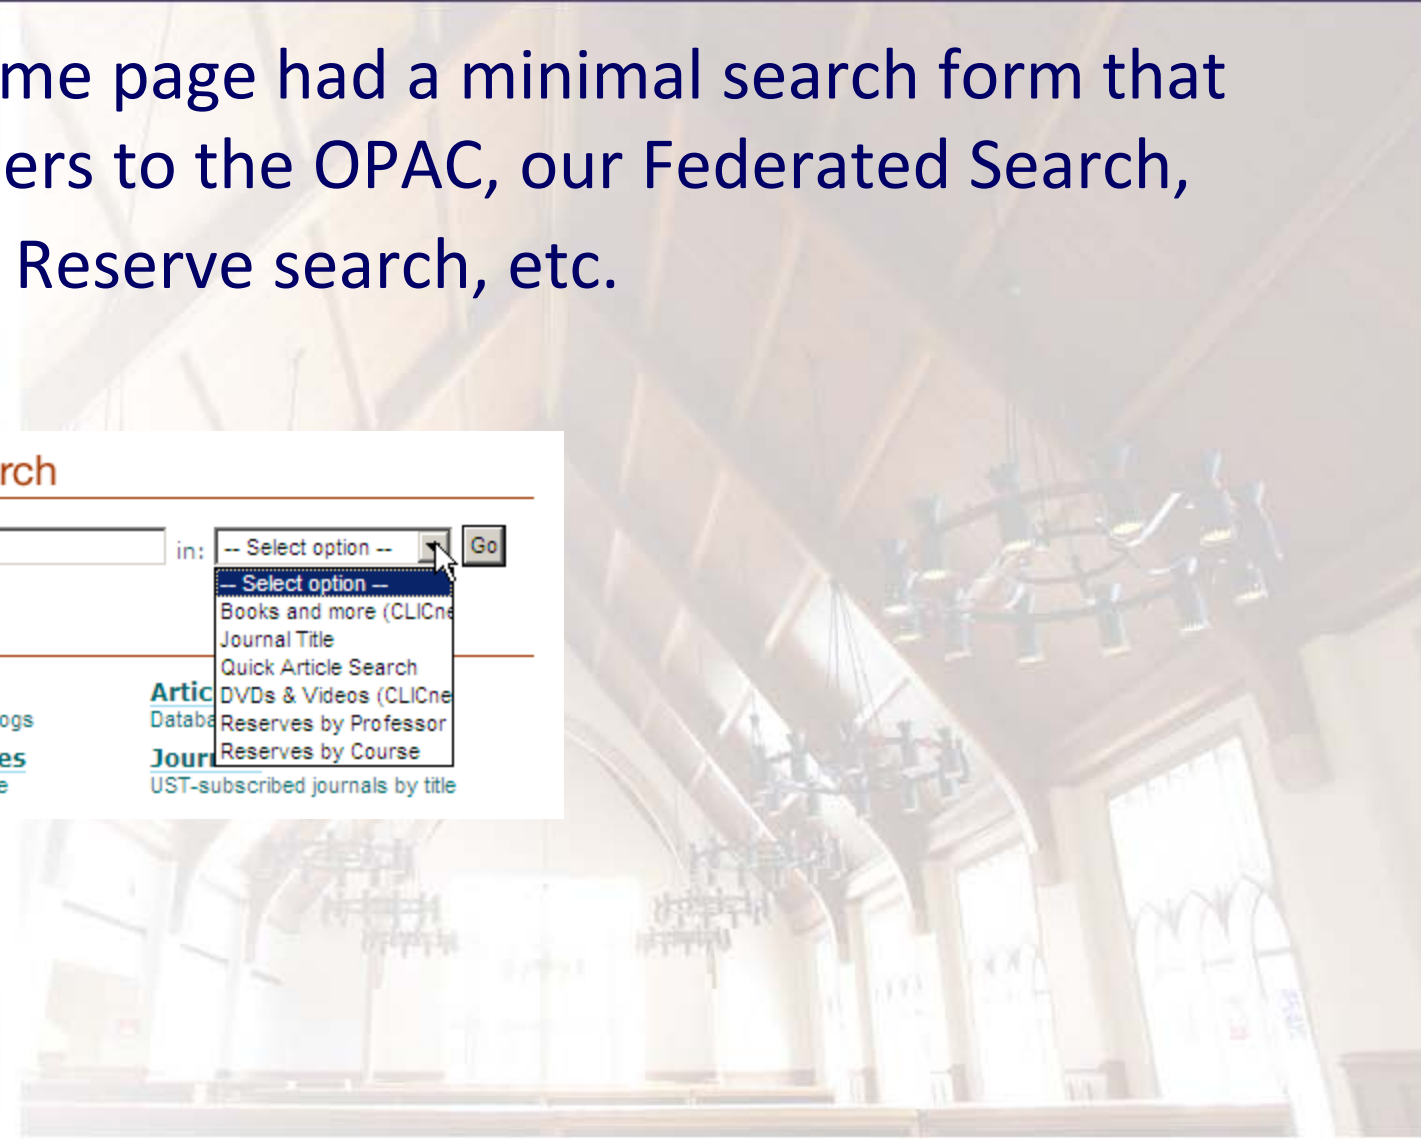 me page had a minimal search form that
ers to the OPAC, our Federated Search,
Reserve search, etc.
rch
in: -- Select option -- Go
-- Select option --
Books and more (CLICne
Journal Title
Quick Article Search
Artic DVDs & Videos (CLICne
ogs Databa Reserves by Professor
es Journ Reserves by Course
e UST-subscribed journals by title